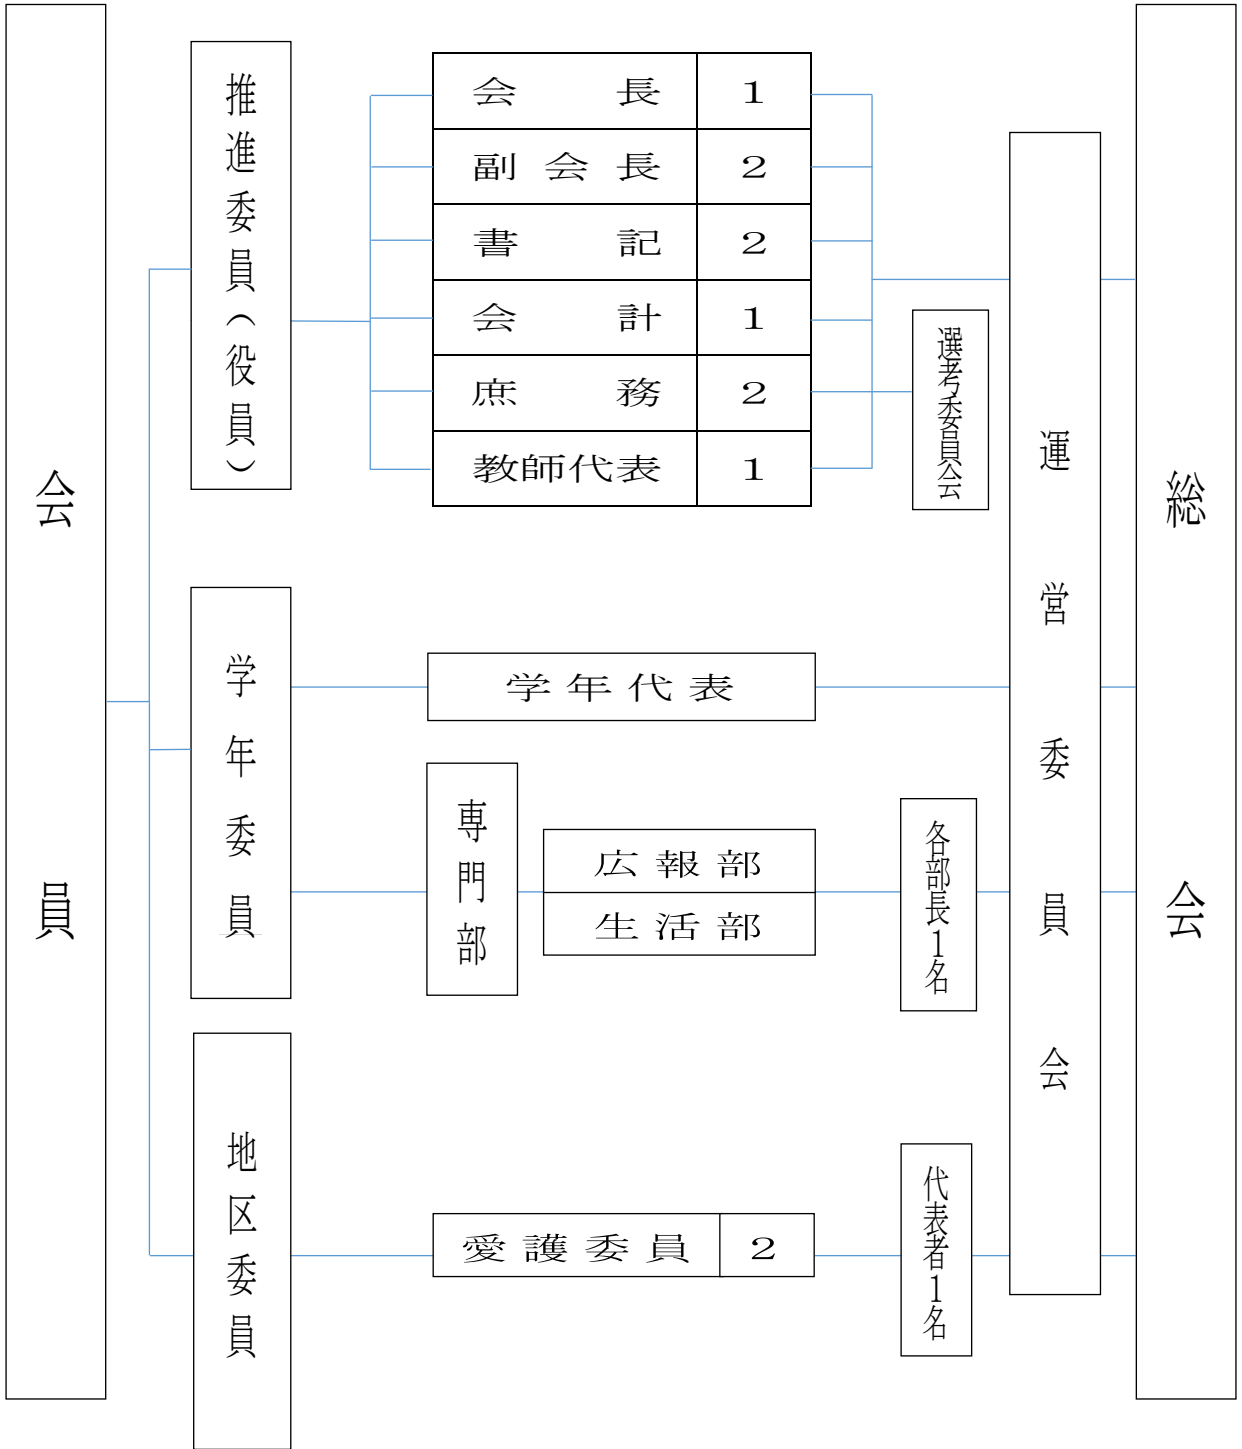 会員
推進委員（役員）
会長 1
副会長 2
書記 2
会計 1
庶務 2
教師代表 1
選考委員会
学年委員
学年代表
専門部
広報部
生活部
各部長1名
地区委員
愛護委員 2
代表者1名
運営委員会
総会